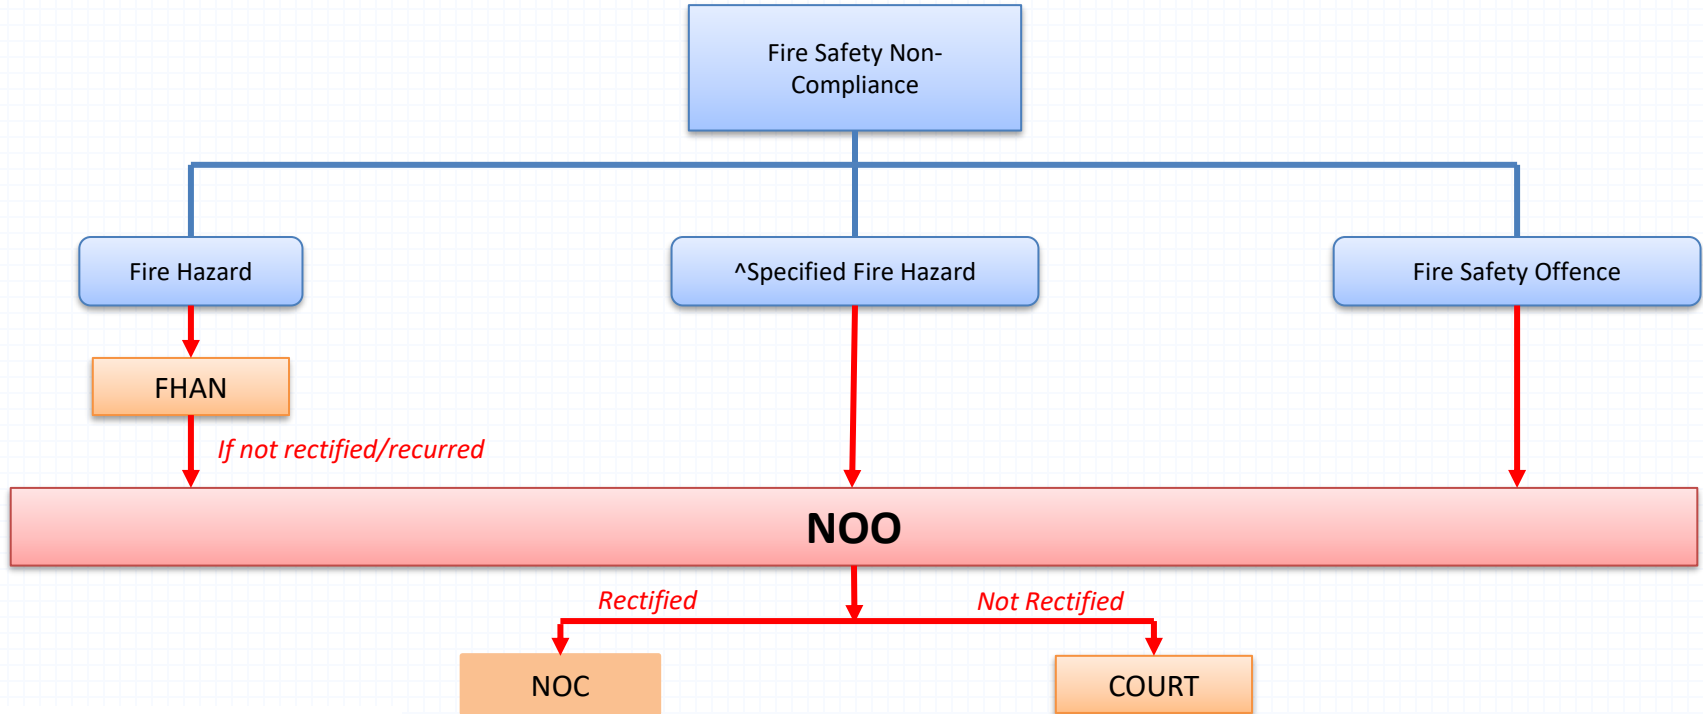 Fire Safety Non-
Compliance
Fire Hazard
^Specified Fire Hazard
Fire Safety Offence
FHAN
If not rectified/recurred
NOO
Rectified
Not Rectified
NOC
COURT